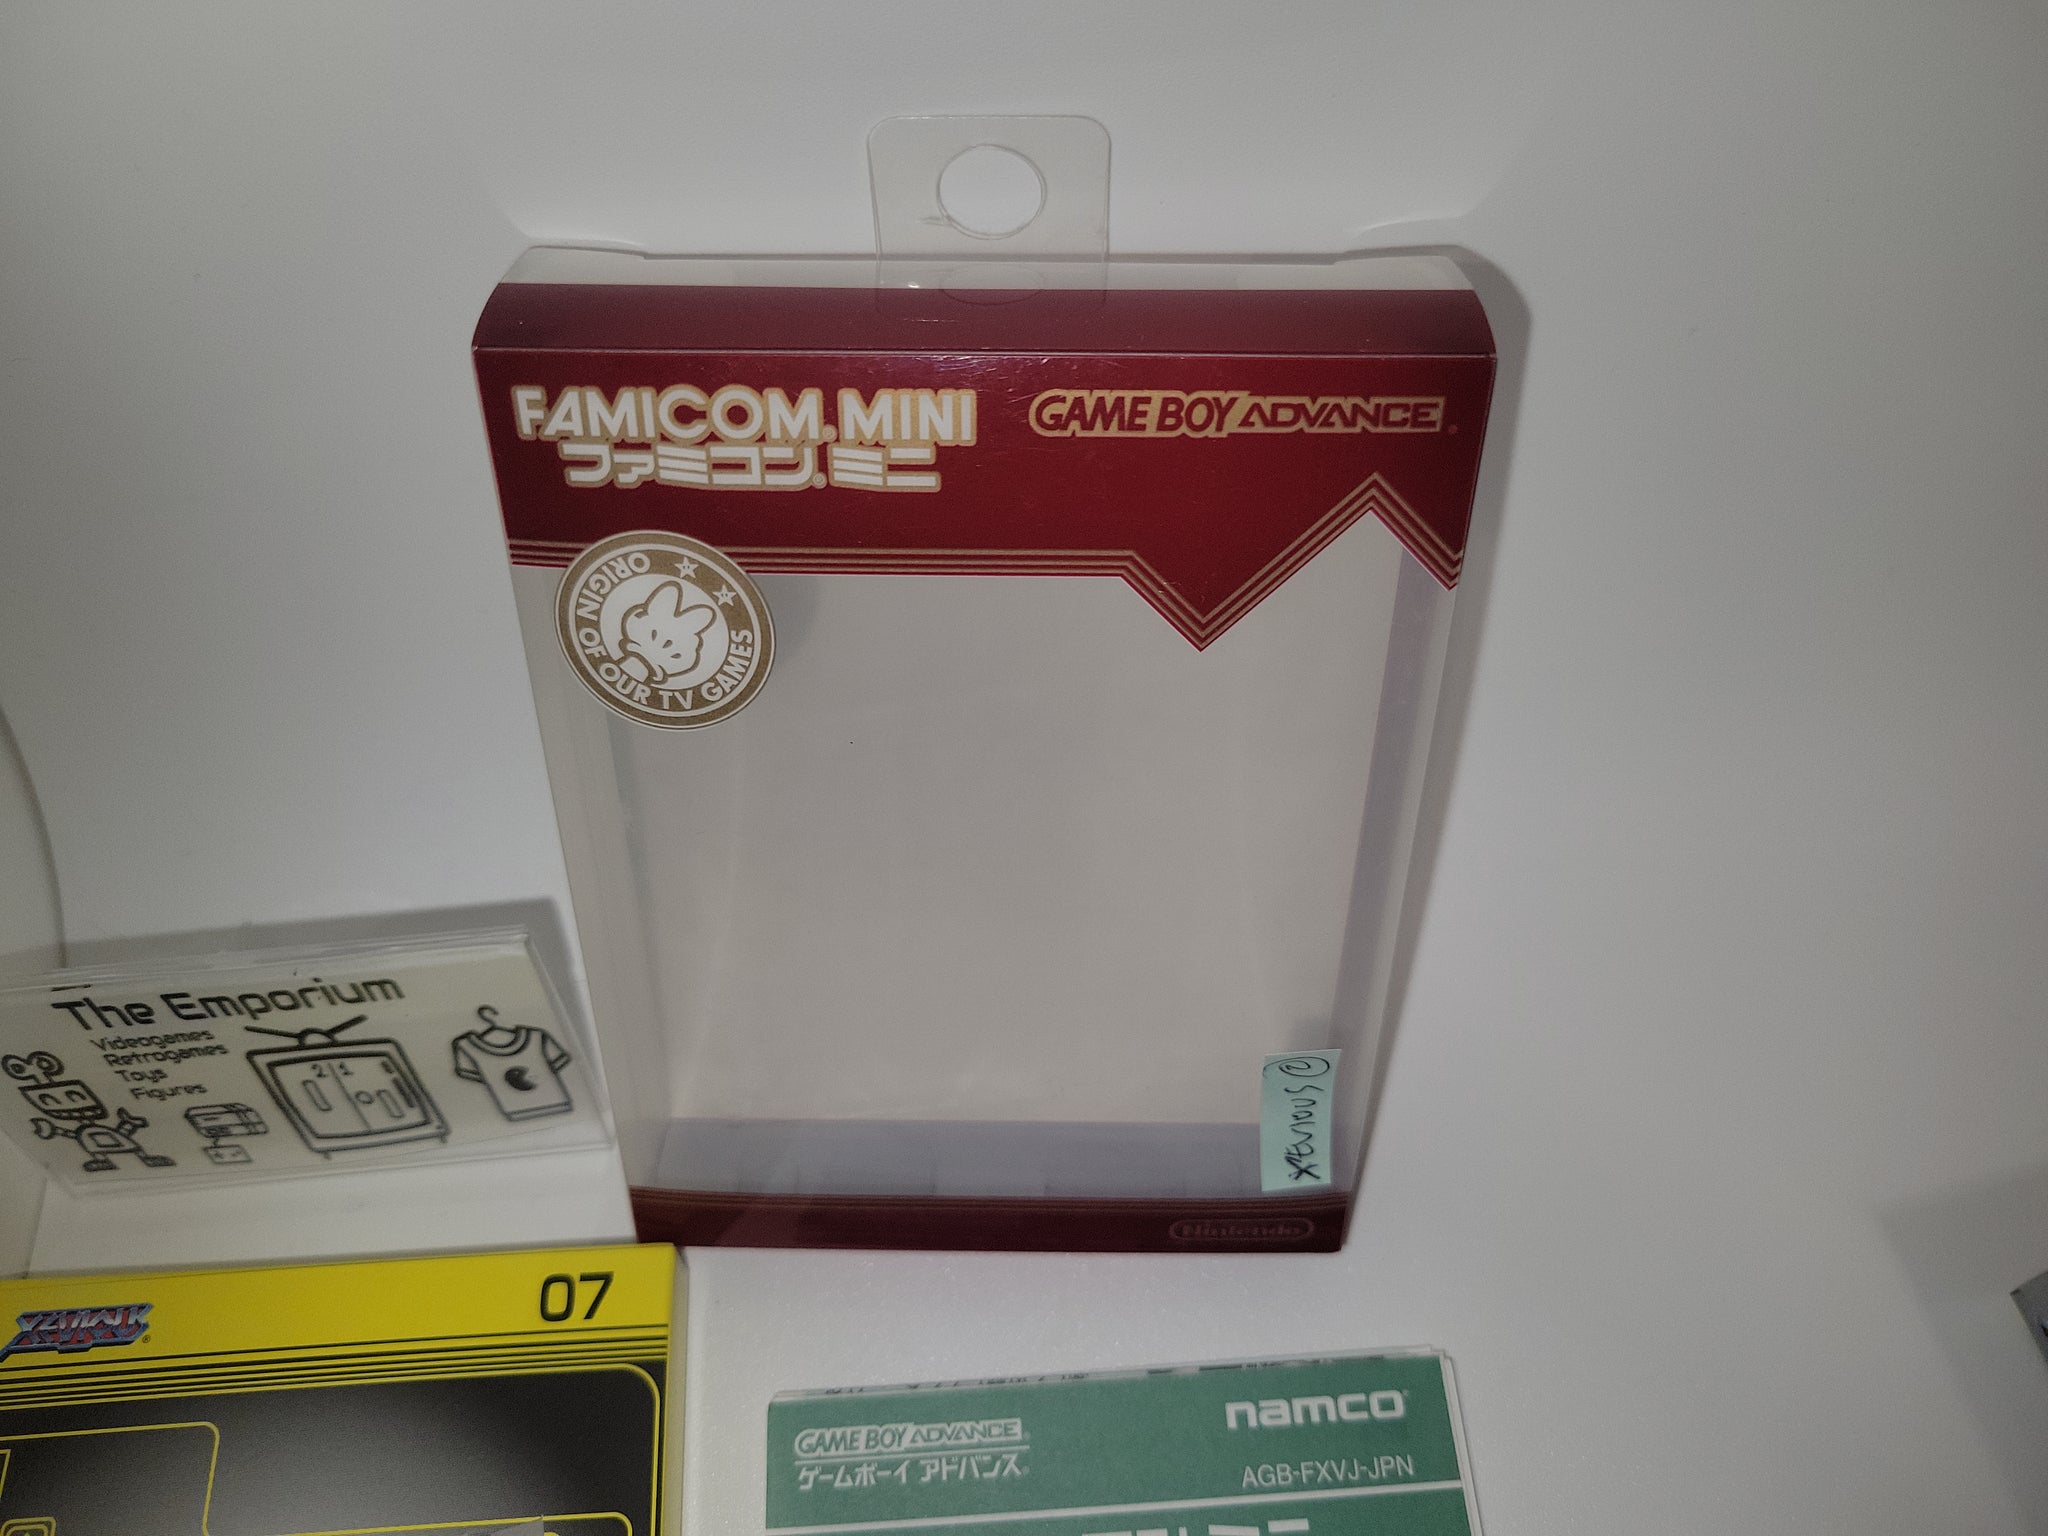 FAMICOM MINI
ファミコン ミニ
GAME BOY ADVANCE
ORIGIN OF OUR TV GAMES
XEVIOUS
Nintendo
The Emporium
Videogames
Retrogames
Toys
Figures
2 1
XEVIOUS
07
GAME BOY ADVANCE
ゲームボーイ アドバンス
namco
AGB-FXVJ-JPN